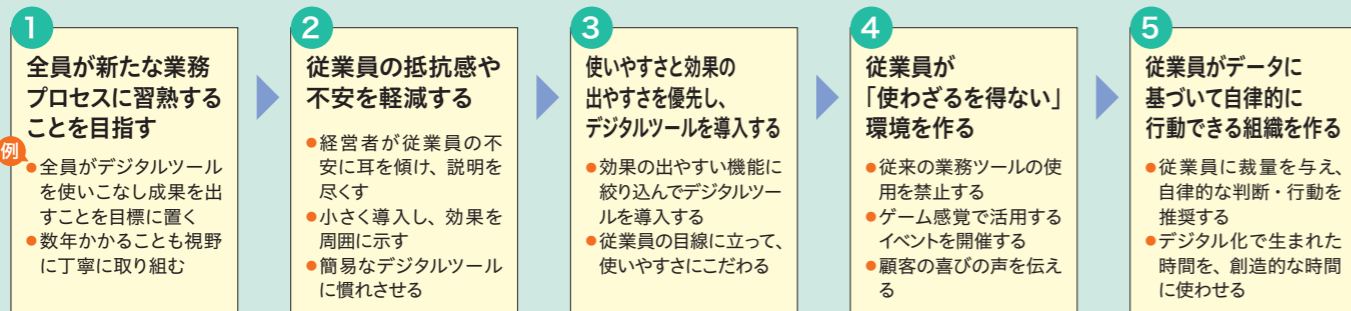 1
全員が新たな業務
プロセスに習熟する
ことを目指す
例
●全員がデジタルツール
を使いこなし成果を出
すことを目標に置く
●数年かかることも視野
に丁寧に取り組む
2
従業員の抵抗感や
不安を軽減する
●経営者が従業員の不
安に耳を傾け、説明を
尽くす
●小さく導入し、効果を
周囲に示す
●簡易なデジタルツール
に慣れさせる
3
使いやすさと効果の
出やすさを優先し、
デジタルツールを導入する
●効果の出やすい機能に
絞り込んでデジタルツー
ルを導入する
●従業員の目線に立って、
使いやすさにこだわる
4
従業員が
「使わざるを得ない」
環境を作る
●従来の業務ツールの使
用を禁止する
●ゲーム感覚で活用する
イベントを開催する
●顧客の喜びの声を伝え
る
5
従業員がデータに
基づいて自律的に
行動できる組織を作る
●従業員に裁量を与え、
自律的な判断・行動を
推奨する
●デジタル化で生まれた
時間を、創造的な時間
に使わせる